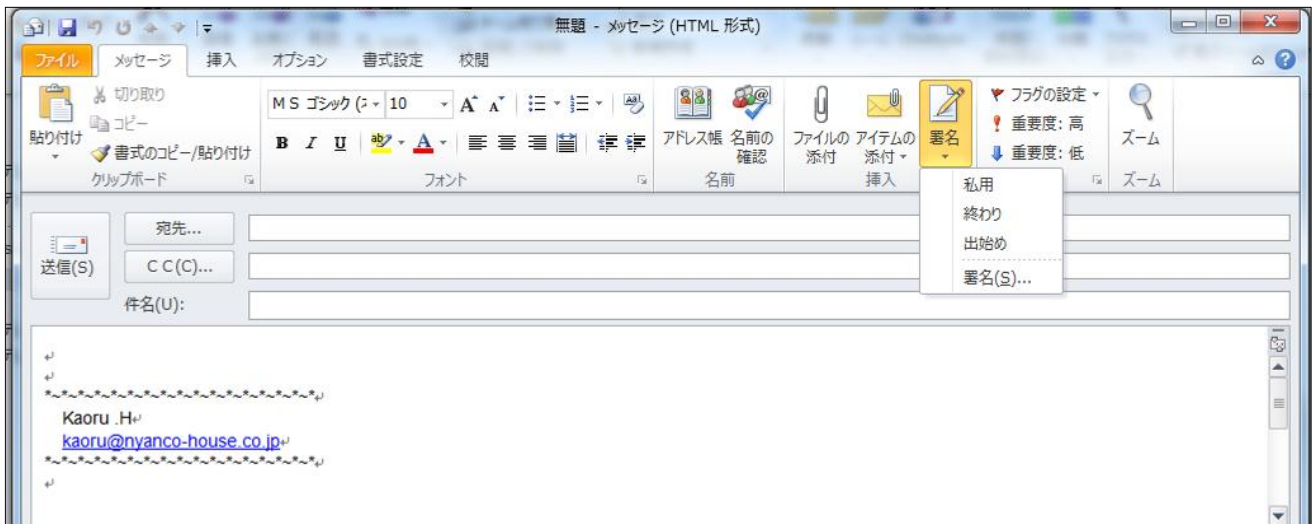 無題 - メッセージ (HTML 形式)
ファイル メッセージ 挿入 オプション 書式設定 校閲
貼り付け
切り取り
コピー
書式のコピー/貼り付け
クリップボード
MS ゴシック (ﾆ 10
B I U
フォント
アドレス帳 名前の確認
名前
ファイルの添付 アイテムの添付 署名
挿入
フラグの設定
重要度: 高
重要度: 低
ズーム
ズーム
私用
終わり
出始め
署名(S)...
送信(S)
宛先...
CC(C)...
件名(U):
*~*~*~*~*~*~*~*~*~*~*~*~*~*~*~*~*
Kaoru .H
kaoru@nyanco-house.co.jp
*~*~*~*~*~*~*~*~*~*~*~*~*~*~*~*~*